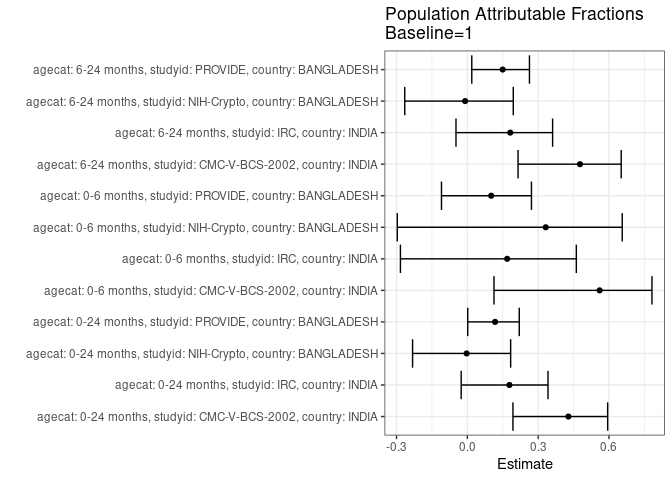 Population Attributable Fractions
Baseline=1
agecat: 6-24 months, studyid: PROVIDE, country: BANGLADESH
agecat: 6-24 months, studyid: NIH-Crypto, country: BANGLADESH
agecat: 6-24 months, studyid: IRC, country: INDIA
agecat: 6-24 months, studyid: CMC-V-BCS-2002, country: INDIA
agecat: 0-6 months, studyid: PROVIDE, country: BANGLADESH
agecat: 0-6 months, studyid: NIH-Crypto, country: BANGLADESH
agecat: 0-6 months, studyid: IRC, country: INDIA
agecat: 0-6 months, studyid: CMC-V-BCS-2002, country: INDIA
agecat: 0-24 months, studyid: PROVIDE, country: BANGLADESH
agecat: 0-24 months, studyid: NIH-Crypto, country: BANGLADESH
agecat: 0-24 months, studyid: IRC, country: INDIA
agecat: 0-24 months, studyid: CMC-V-BCS-2002, country: INDIA
-0.3 0.0 0.3 0.6
Estimate